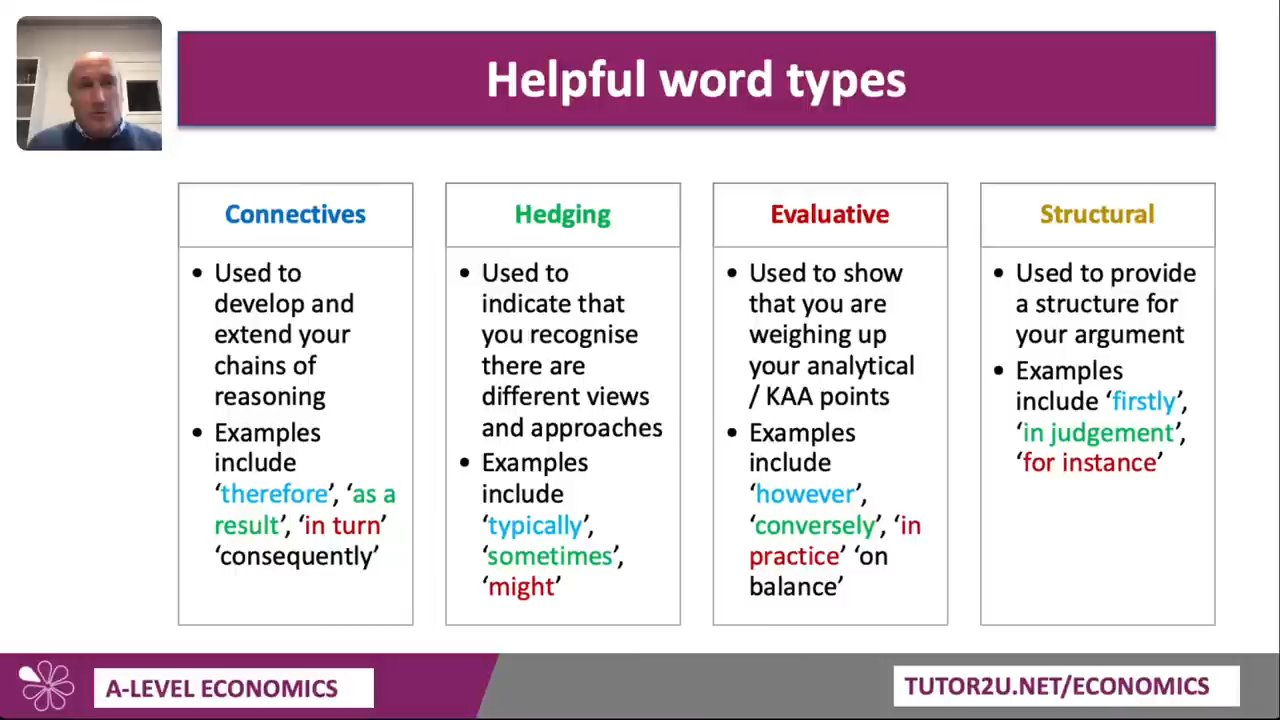 Helpful word types
Connectives
• Used to
develop and
extend your
chains of
reasoning
• Examples
include
‘therefore’, ‘as a
result’, ‘in turn’
‘consequently’
Hedging
• Used to
indicate that
you recognise
there are
different views
and approaches
• Examples
include
‘typically’,
‘sometimes’,
‘might’
Evaluative
• Used to show
that you are
weighing up
your analytical
/ KAA points
• Examples
include
‘however’,
‘conversely’, ‘in
practice’ ‘on
balance’
Structural
• Used to provide
a structure for
your argument
• Examples
include ‘firstly’,
‘in judgement’,
‘for instance’
A-LEVEL ECONOMICS
TUTOR2U.NET/ECONOMICS